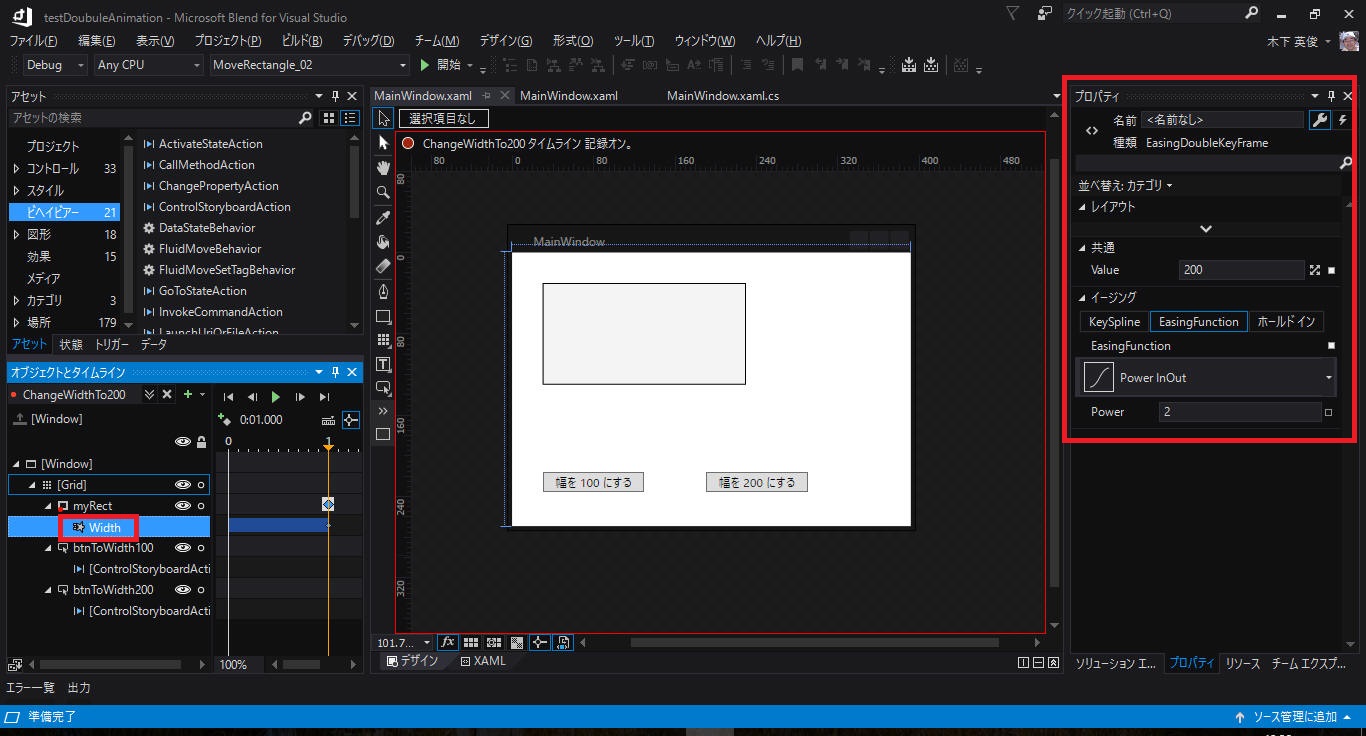 testDoubuleAnimation - Microsoft Blend for Visual Studio
クイック起動 (Ctrl+Q)
ファイル(F) 編集(E) 表示(V) プロジェクト(P) ビルド(B) デバッグ(D) チーム(M) デザイン(G) 形式(O) ツール(T) ウィンドウ(W) ヘルプ(H)
木下 英俊
Debug Any CPU MoveRectangle_02 開始
アセット
アセットの検索
プロジェクト
コントロール 33
スタイル
ビヘイビアー 21
図形 18
効果 15
メディア
カテゴリ 3
場所 179
ActivateStateAction
CallMethodAction
ChangePropertyAction
ControlStoryboardAction
DataStateBehavior
FluidMoveBehavior
FluidMoveSetTagBehavior
GoToStateAction
InvokeCommandAction
LaunchUriOrFileAction
アセット 状態 トリガー データ
オブジェクトとタイムライン
ChangeWidthTo200
[Window]
0:01.000
0 1
[Window]
[Grid]
myRect
Width
btnToWidth100
[ControlStoryboardActi
btnToWidth200
[ControlStoryboardActi
100%
MainWindow.xaml MainWindow.xaml MainWindow.xaml.cs
選択項目なし
ChangeWidthTo200 タイムライン 記録オン。
80 0 80 160 240 320 400 480
80
0
80
160
240
320
MainWindow
幅を 100 にする 幅を 200 にする
101.7...
fx
デザイン XAML
プロパティ
名前 <名前なし>
種類 EasingDoubleKeyFrame
並べ替え: カテゴリ
レイアウト
共通
Value 200
イージング
KeySpline EasingFunction ホールドイン
EasingFunction
Power InOut
Power 2
ソリューション エ... プロパティ リソース チーム エクスプ...
エラー一覧 出力
準備完了
ソース管理に追加